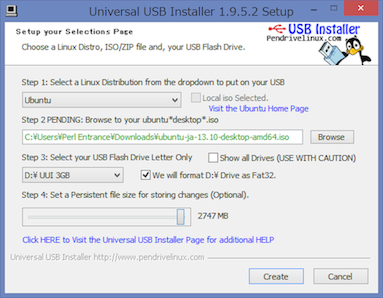 Universal USB Installer 1.9.5.2 Setup
Setup your Selections Page
Choose a Linux Distro, ISO/ZIP file and, your USB Flash Drive.
USB Installer
Pendrivelinux.com
Step 1: Select a Linux Distribution from the dropdown to put on your USB
Ubuntu
Local iso Selected.
Visit the Ubuntu Home Page
Step 2 PENDING: Browse to your ubuntu*desktop*.iso
C:¥Users¥Perl Entrance¥Downloads¥ubuntu-ja-13.10-desktop-amd64.iso
Browse
Step 3: Select your USB Flash Drive Letter Only
Show all Drives (USE WITH CAUTION)
D:¥ UUI 3GB
We will format D:¥ Drive as Fat32.
Step 4: Set a Persistent file size for storing changes (Optional).
2747 MB
Click HERE to Visit the Universal USB Installer Page for additional HELP
Universal USB Installer http://www.pendrivelinux.com
Create
Cancel